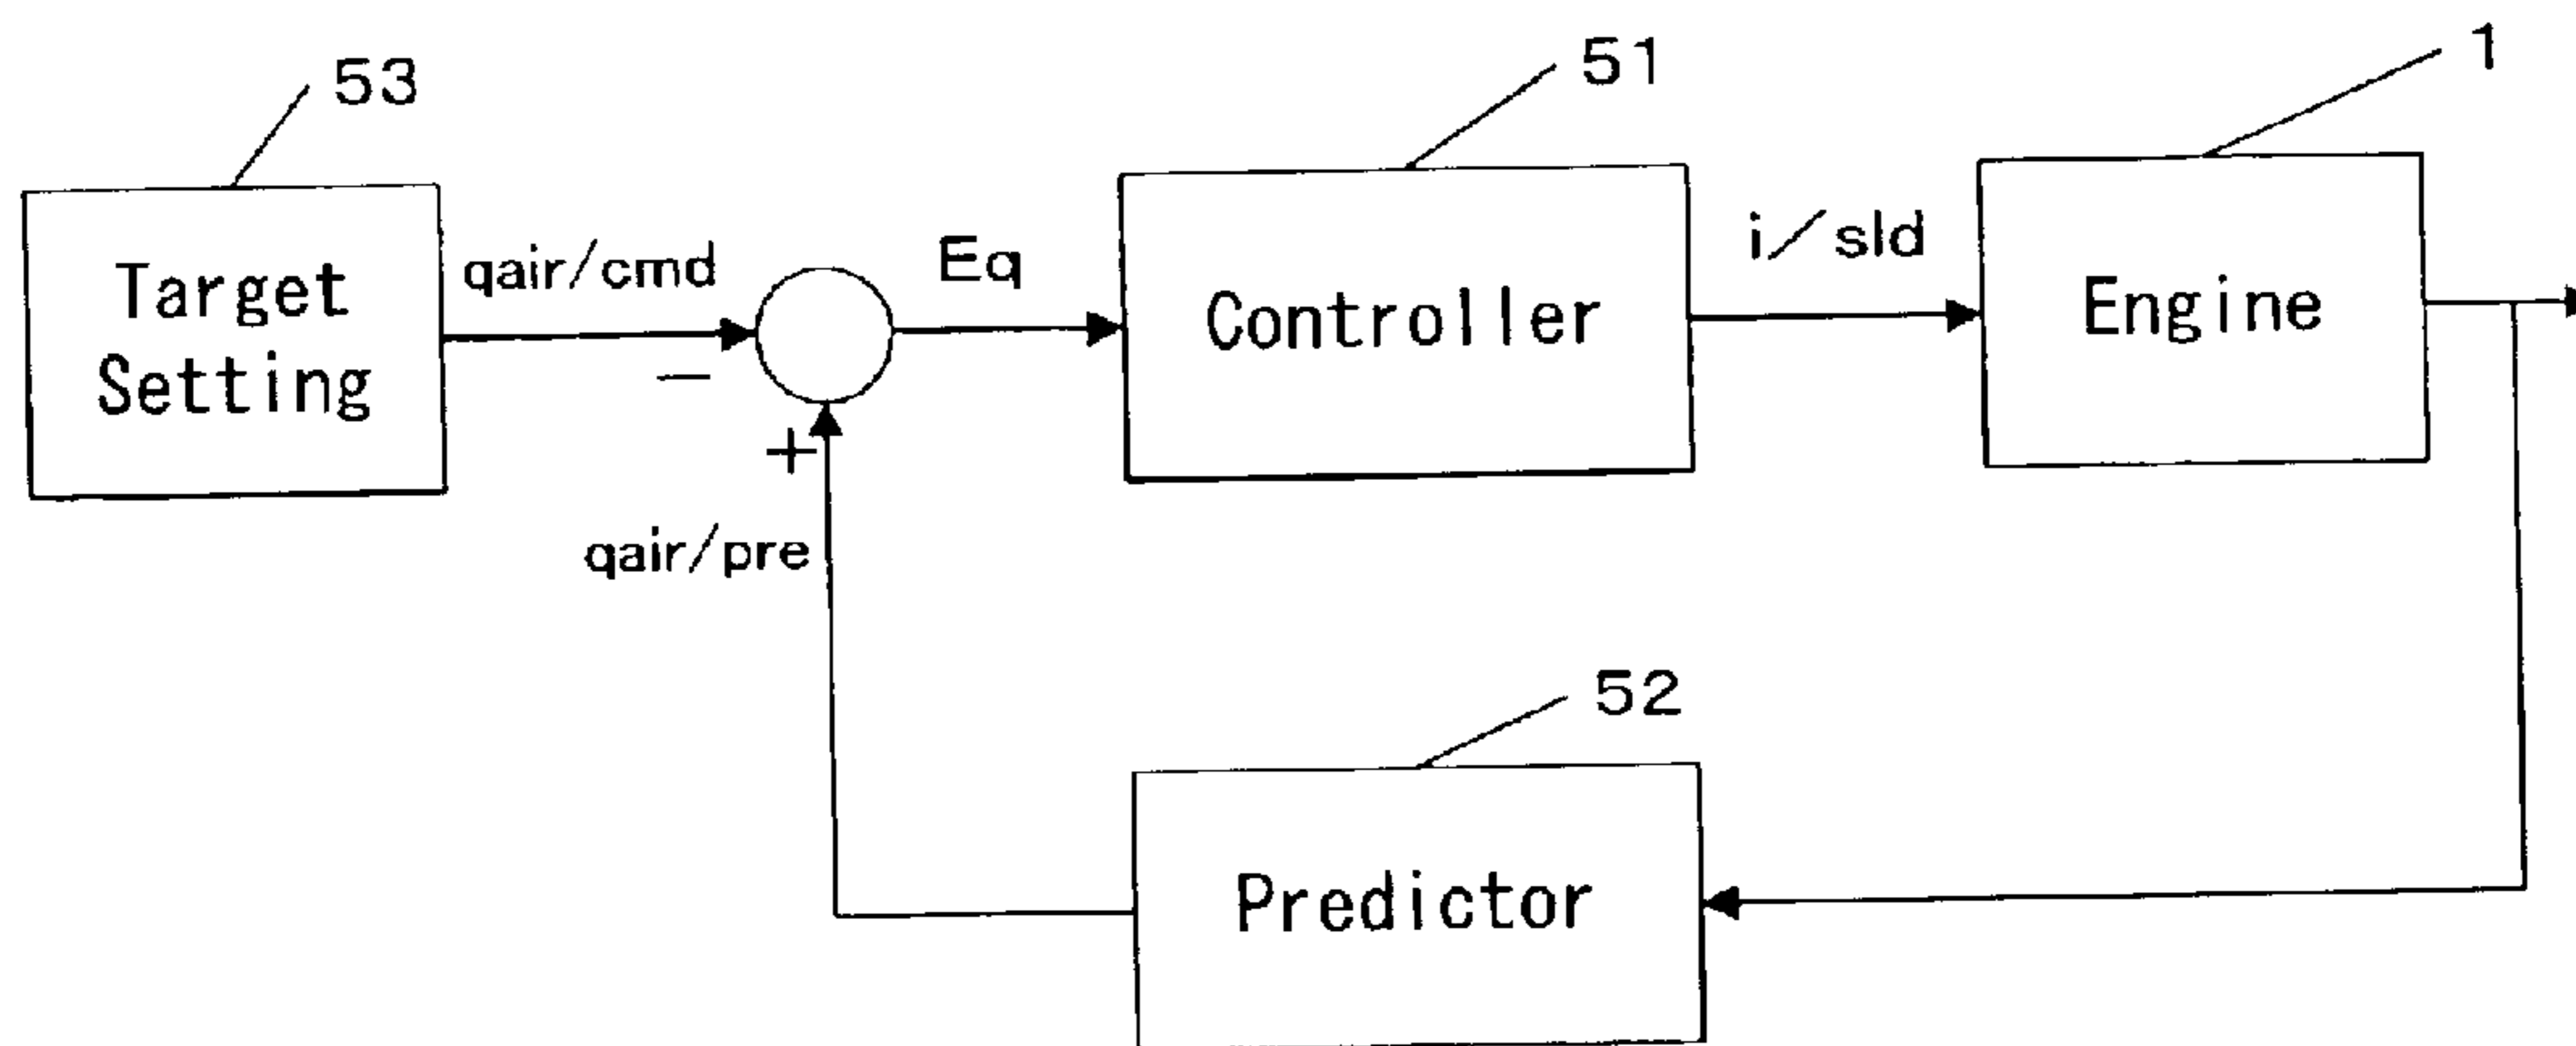 53
51
1
Target
Setting
qair/cmd
−
+
Eq
Controller
i/sld
Engine
qair/pre
52
Predictor